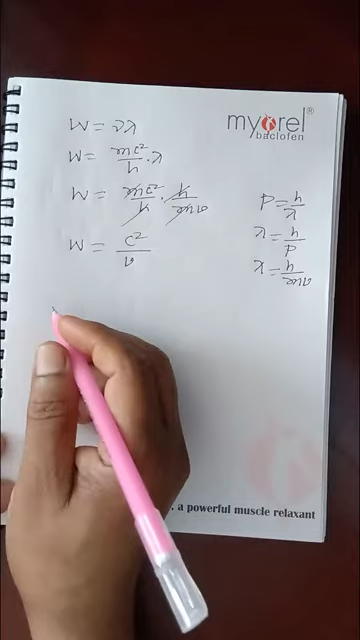 myorel®
baclofen
W = νλ
W = mc²/h · λ
W = mc²/h · h/mv
W = c²/v
P = h/λ
λ = h/P
λ = h/mv
a powerful muscle relaxant